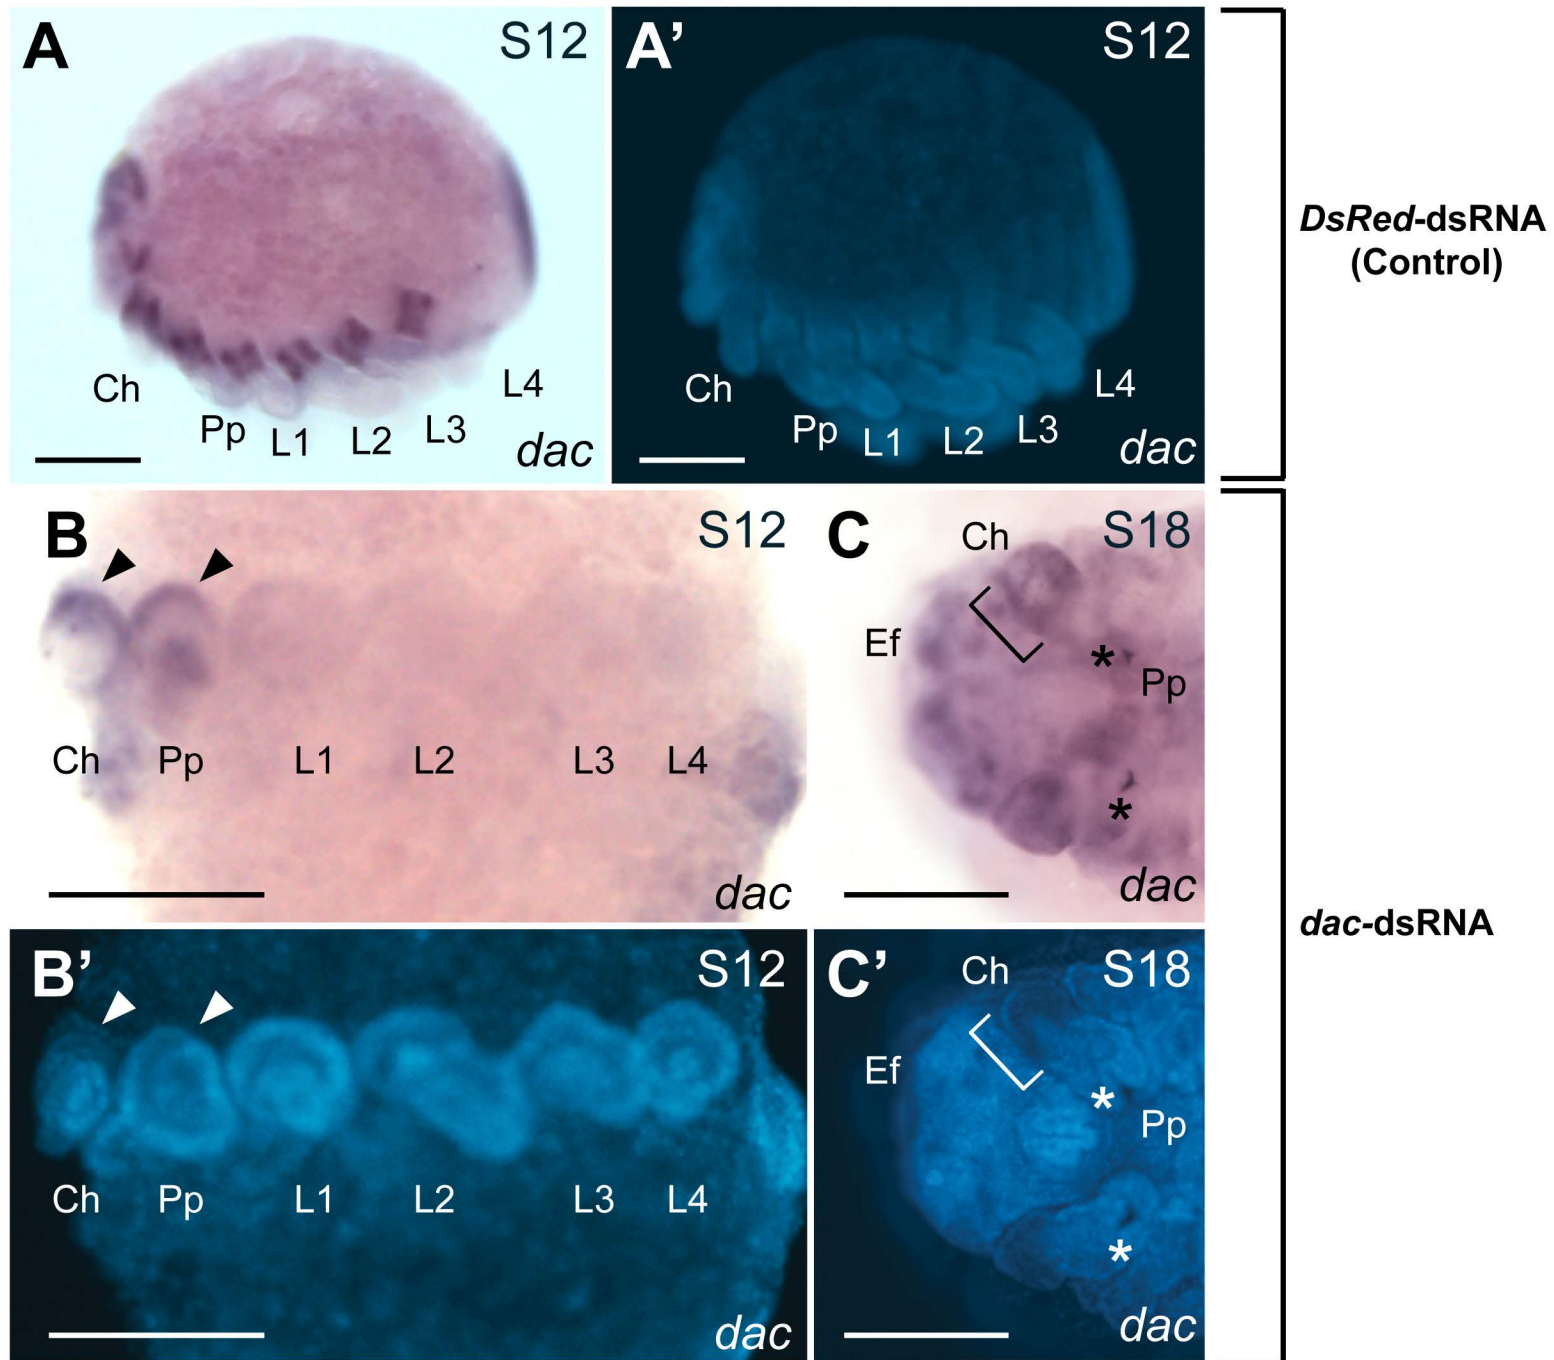 A
S12
Ch
Pp
L1
L2
L3
L4
dac
A’
S12
Ch
Pp
L1
L2
L3
L4
dac
DsRed-dsRNA
(Control)
B
S12
Ch
Pp
L1
L2
L3
L4
dac
C
S18
Ch
Ef
*
Pp
*
dac
dac-dsRNA
B’
S12
Ch
Pp
L1
L2
L3
L4
dac
C’
S18
Ch
Ef
*
Pp
*
dac